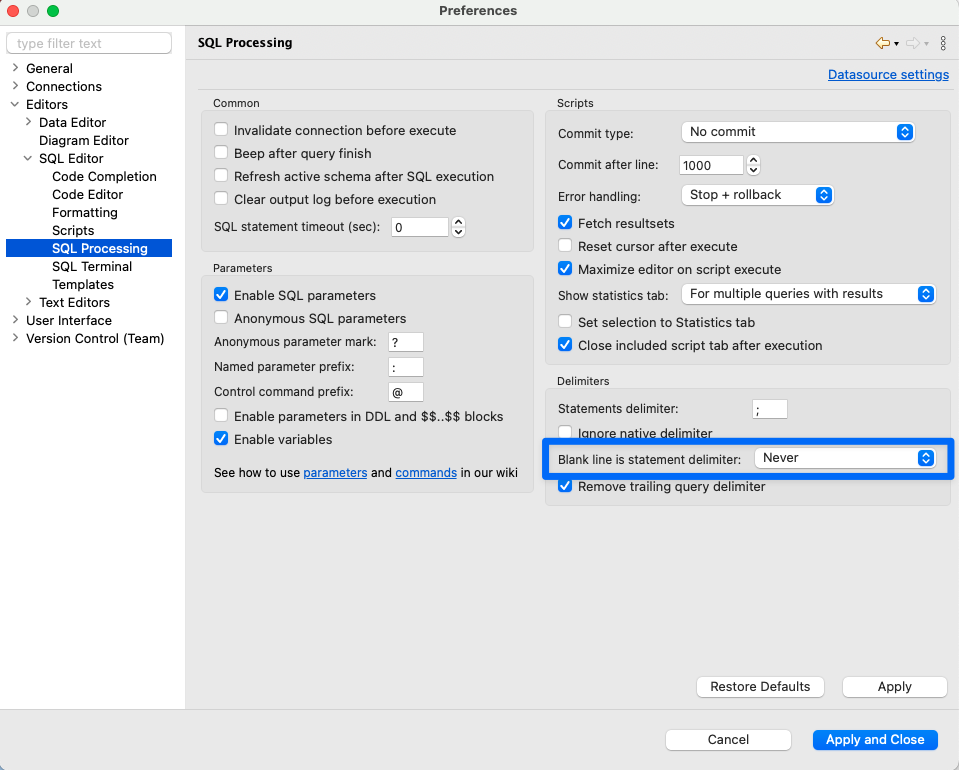 Preferences
type filter text
General
Connections
Editors
Data Editor
Diagram Editor
SQL Editor
Code Completion
Code Editor
Formatting
Scripts
SQL Processing
SQL Terminal
Templates
Text Editors
User Interface
Version Control (Team)
SQL Processing
Datasource settings
Common
Invalidate connection before execute
Beep after query finish
Refresh active schema after SQL execution
Clear output log before execution
SQL statement timeout (sec): 0
Parameters
Enable SQL parameters
Anonymous SQL parameters
Anonymous parameter mark: ?
Named parameter prefix: :
Control command prefix: @
Enable parameters in DDL and $$..$$ blocks
Enable variables
See how to use parameters and commands in our wiki
Scripts
Commit type: No commit
Commit after line: 1000
Error handling: Stop + rollback
Fetch resultsets
Reset cursor after execute
Maximize editor on script execute
Show statistics tab: For multiple queries with results
Set selection to Statistics tab
Close included script tab after execution
Delimiters
Statements delimiter: ;
Ignore native delimiter
Blank line is statement delimiter: Never
Remove trailing query delimiter
Restore Defaults
Apply
Cancel
Apply and Close